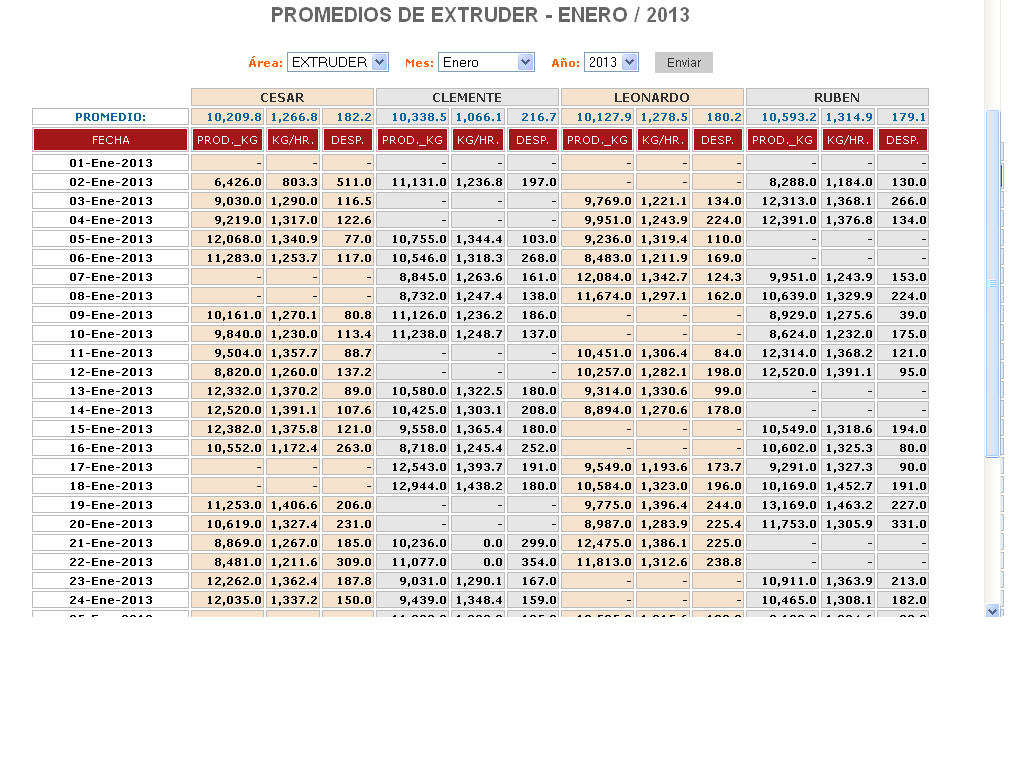 PROMEDIOS DE EXTRUDER - ENERO / 2013
Área: EXTRUDER Mes: Enero Año: 2013 Enviar
CESAR CLEMENTE LEONARDO RUBEN
PROMEDIO: 10,209.8 1,266.8 182.2 10,338.5 1,066.1 216.7 10,127.9 1,278.5 180.2 10,593.2 1,314.9 179.1
FECHA PROD._KG KG/HR. DESP. PROD._KG KG/HR. DESP. PROD._KG KG/HR. DESP. PROD._KG KG/HR. DESP.
01-Ene-2013 - - - - - - - - - - - -
02-Ene-2013 6,426.0 803.3 511.0 11,131.0 1,236.8 197.0 - - - 8,288.0 1,184.0 130.0
03-Ene-2013 9,030.0 1,290.0 116.5 - - - 9,769.0 1,221.1 134.0 12,313.0 1,368.1 266.0
04-Ene-2013 9,219.0 1,317.0 122.6 - - - 9,951.0 1,243.9 224.0 12,391.0 1,376.8 134.0
05-Ene-2013 12,068.0 1,340.9 77.0 10,755.0 1,344.4 103.0 9,236.0 1,319.4 110.0 - - -
06-Ene-2013 11,283.0 1,253.7 117.0 10,546.0 1,318.3 268.0 8,483.0 1,211.9 169.0 - - -
07-Ene-2013 - - - 8,845.0 1,263.6 161.0 12,084.0 1,342.7 124.3 9,951.0 1,243.9 153.0
08-Ene-2013 - - - 8,732.0 1,247.4 138.0 11,674.0 1,297.1 162.0 10,639.0 1,329.9 224.0
09-Ene-2013 10,161.0 1,270.1 80.8 11,126.0 1,236.2 186.0 - - - 8,929.0 1,275.6 39.0
10-Ene-2013 9,840.0 1,230.0 113.4 11,238.0 1,248.7 137.0 - - - 8,624.0 1,232.0 175.0
11-Ene-2013 9,504.0 1,357.7 88.7 - - - 10,451.0 1,306.4 84.0 12,314.0 1,368.2 121.0
12-Ene-2013 8,820.0 1,260.0 137.2 - - - 10,257.0 1,282.1 198.0 12,520.0 1,391.1 95.0
13-Ene-2013 12,332.0 1,370.2 89.0 10,580.0 1,322.5 180.0 9,314.0 1,330.6 99.0 - - -
14-Ene-2013 12,520.0 1,391.1 107.6 10,425.0 1,303.1 208.0 8,894.0 1,270.6 178.0 - - -
15-Ene-2013 12,382.0 1,375.8 121.0 9,558.0 1,365.4 180.0 - - - 10,549.0 1,318.6 194.0
16-Ene-2013 10,552.0 1,172.4 263.0 8,718.0 1,245.4 252.0 - - - 10,602.0 1,325.3 80.0
17-Ene-2013 - - - 12,543.0 1,393.7 191.0 9,549.0 1,193.6 173.7 9,291.0 1,327.3 90.0
18-Ene-2013 - - - 12,944.0 1,438.2 180.0 10,584.0 1,323.0 196.0 10,169.0 1,452.7 191.0
19-Ene-2013 11,253.0 1,406.6 206.0 - - - 9,775.0 1,396.4 244.0 13,169.0 1,463.2 227.0
20-Ene-2013 10,619.0 1,327.4 231.0 - - - 8,987.0 1,283.9 225.4 11,753.0 1,305.9 331.0
21-Ene-2013 8,869.0 1,267.0 185.0 10,236.0 0.0 299.0 12,475.0 1,386.1 225.0 - - -
22-Ene-2013 8,481.0 1,211.6 309.0 11,077.0 0.0 354.0 11,813.0 1,312.6 238.8 - - -
23-Ene-2013 12,262.0 1,362.4 187.8 9,031.0 1,290.1 167.0 - - - 10,911.0 1,363.9 213.0
24-Ene-2013 12,035.0 1,337.2 150.0 9,439.0 1,348.4 159.0 - - - 10,465.0 1,308.1 182.0